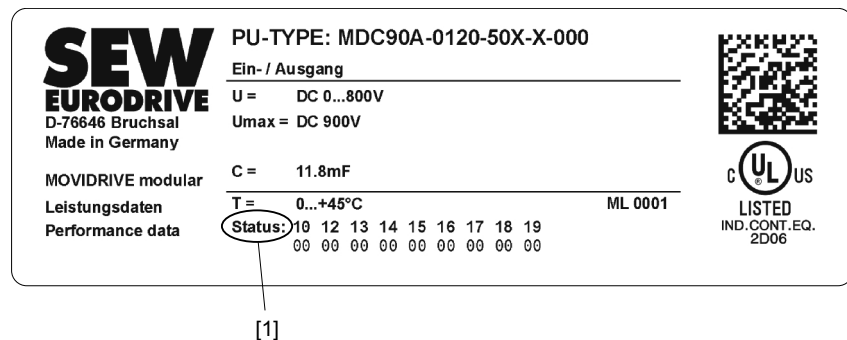 SEW
EURODRIVE
D-76646 Bruchsal
Made in Germany
MOVIDRIVE modular
Leistungsdaten
Performance data
PU-TYPE: MDC90A-0120-50X-X-000
Ein- / Ausgang
U = DC 0...800V
Umax = DC 900V
C = 11.8mF
T = 0...+45°C ML 0001
Status: 10 12 13 14 15 16 17 18 19
00 00 00 00 00 00 00 00 00
C UL ® US
LISTED
IND.CONT.EQ.
2D06
[1]